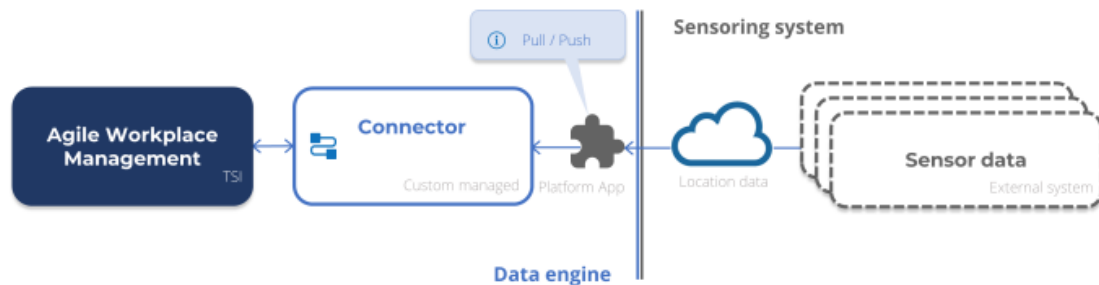 Pull / Push
Sensoring system
Agile Workplace
Management
TSI
Connector
Custom managed
Platform App
Location data
Sensor data
External system
Data engine